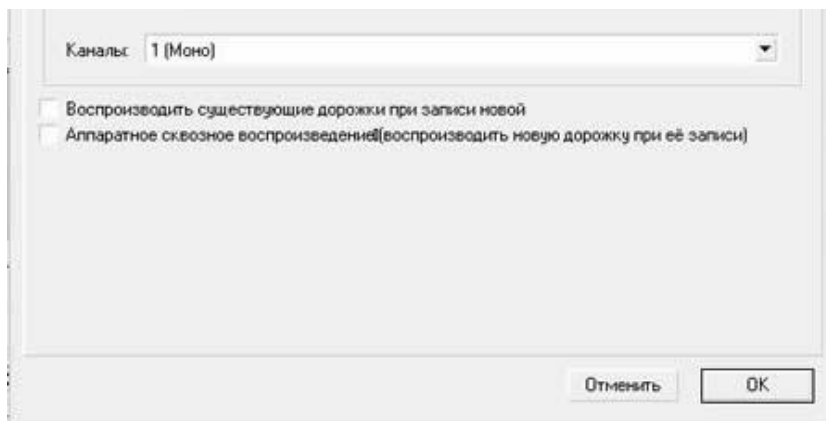 Каналы: 1 (Моно)
Воспроизводить существующие дорожки при записи новой
Аппаратное сквозное воспроизведение (воспроизводить новую дорожку при её записи)
Отменить OK